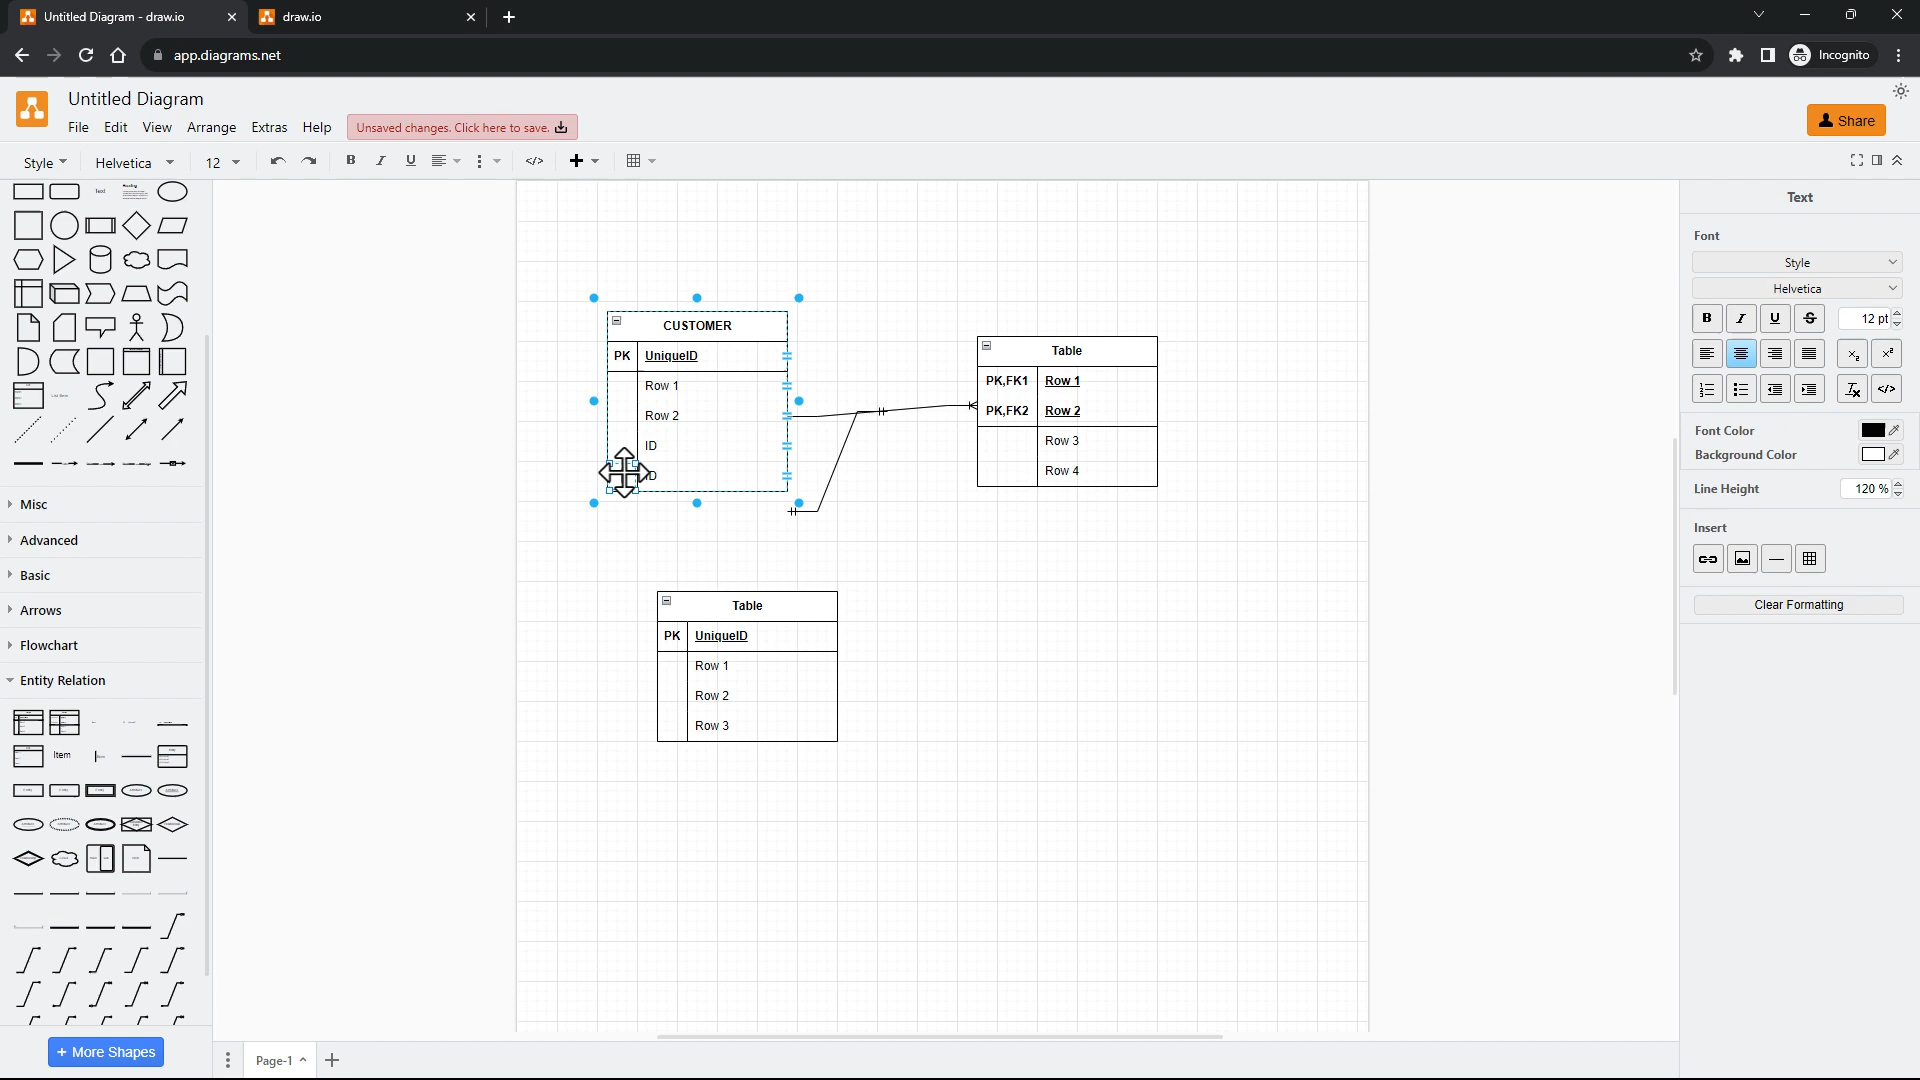 Untitled Diagram - draw.io
draw.io
app.diagrams.net
Incognito
Untitled Diagram
File Edit View Arrange Extras Help
Unsaved changes. Click here to save.
Share
Style Helvetica 12 B I U </>
Text
Heading
CUSTOMER
PK UniqueID
Row 1
Row 2
ID
ID
Table
PK,FK1 Row 1
PK,FK2 Row 2
Row 3
Row 4
Table
PK UniqueID
Row 1
Row 2
Row 3
Misc
Advanced
Basic
Arrows
Flowchart
Entity Relation
Item
+ More Shapes
Page-1
Text
Font
Style
Helvetica
B I U S 12 pt
Font Color
Background Color
Line Height 120 %
Insert
Clear Formatting